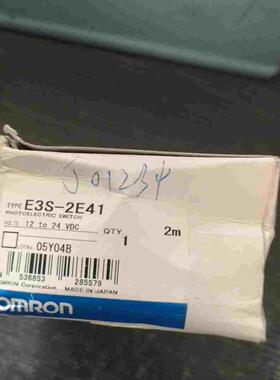 J01234
TYPE E3S-2E41
PHOTOELECTRIC SWITCH
VOLTS 12 to 24 VDC
QTY
1
2m
LOT No. 05Y04B
536853 285579
OMRON Corporation MADE IN JAPAN
OMRON